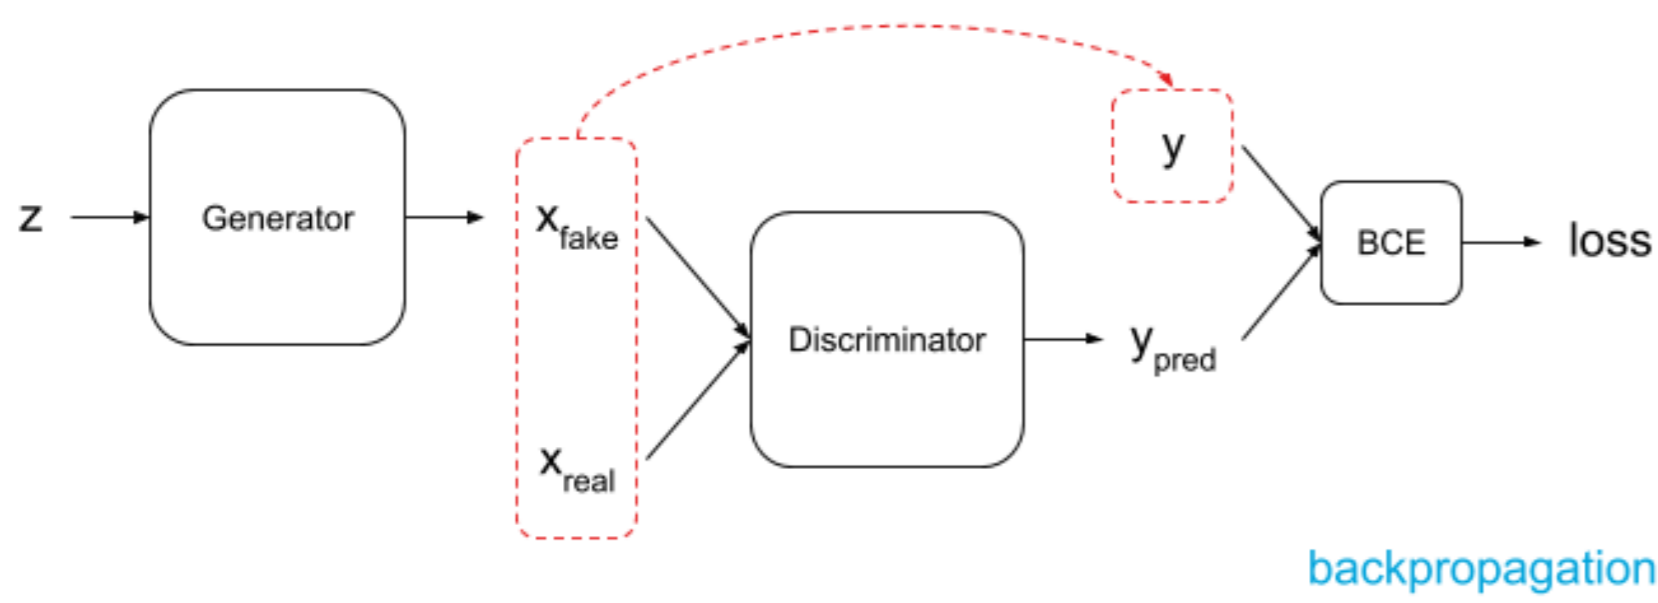 z
Generator
x_fake
x_real
Discriminator
y
y_pred
BCE
loss
backpropagation